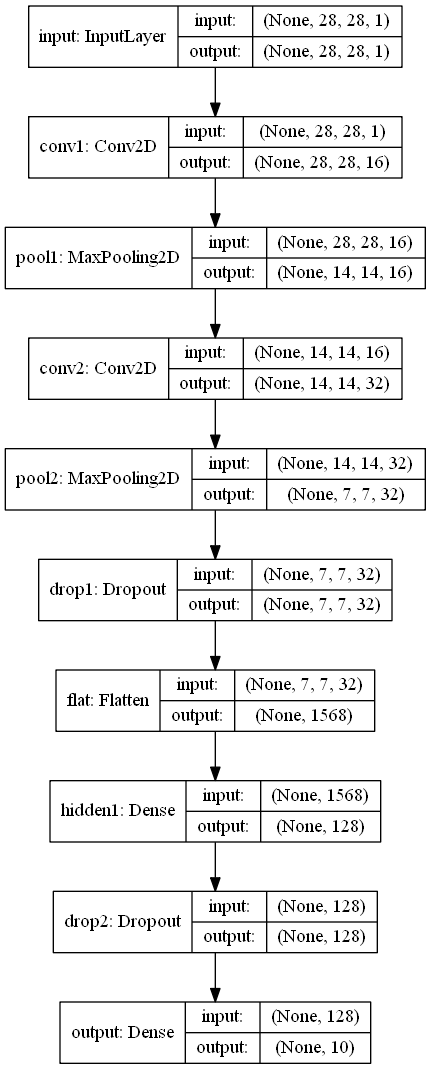 input: InputLayer
input: (None, 28, 28, 1)
output: (None, 28, 28, 1)
conv1: Conv2D
input: (None, 28, 28, 1)
output: (None, 28, 28, 16)
pool1: MaxPooling2D
input: (None, 28, 28, 16)
output: (None, 14, 14, 16)
conv2: Conv2D
input: (None, 14, 14, 16)
output: (None, 14, 14, 32)
pool2: MaxPooling2D
input: (None, 14, 14, 32)
output: (None, 7, 7, 32)
drop1: Dropout
input: (None, 7, 7, 32)
output: (None, 7, 7, 32)
flat: Flatten
input: (None, 7, 7, 32)
output: (None, 1568)
hidden1: Dense
input: (None, 1568)
output: (None, 128)
drop2: Dropout
input: (None, 128)
output: (None, 128)
output: Dense
input: (None, 128)
output: (None, 10)